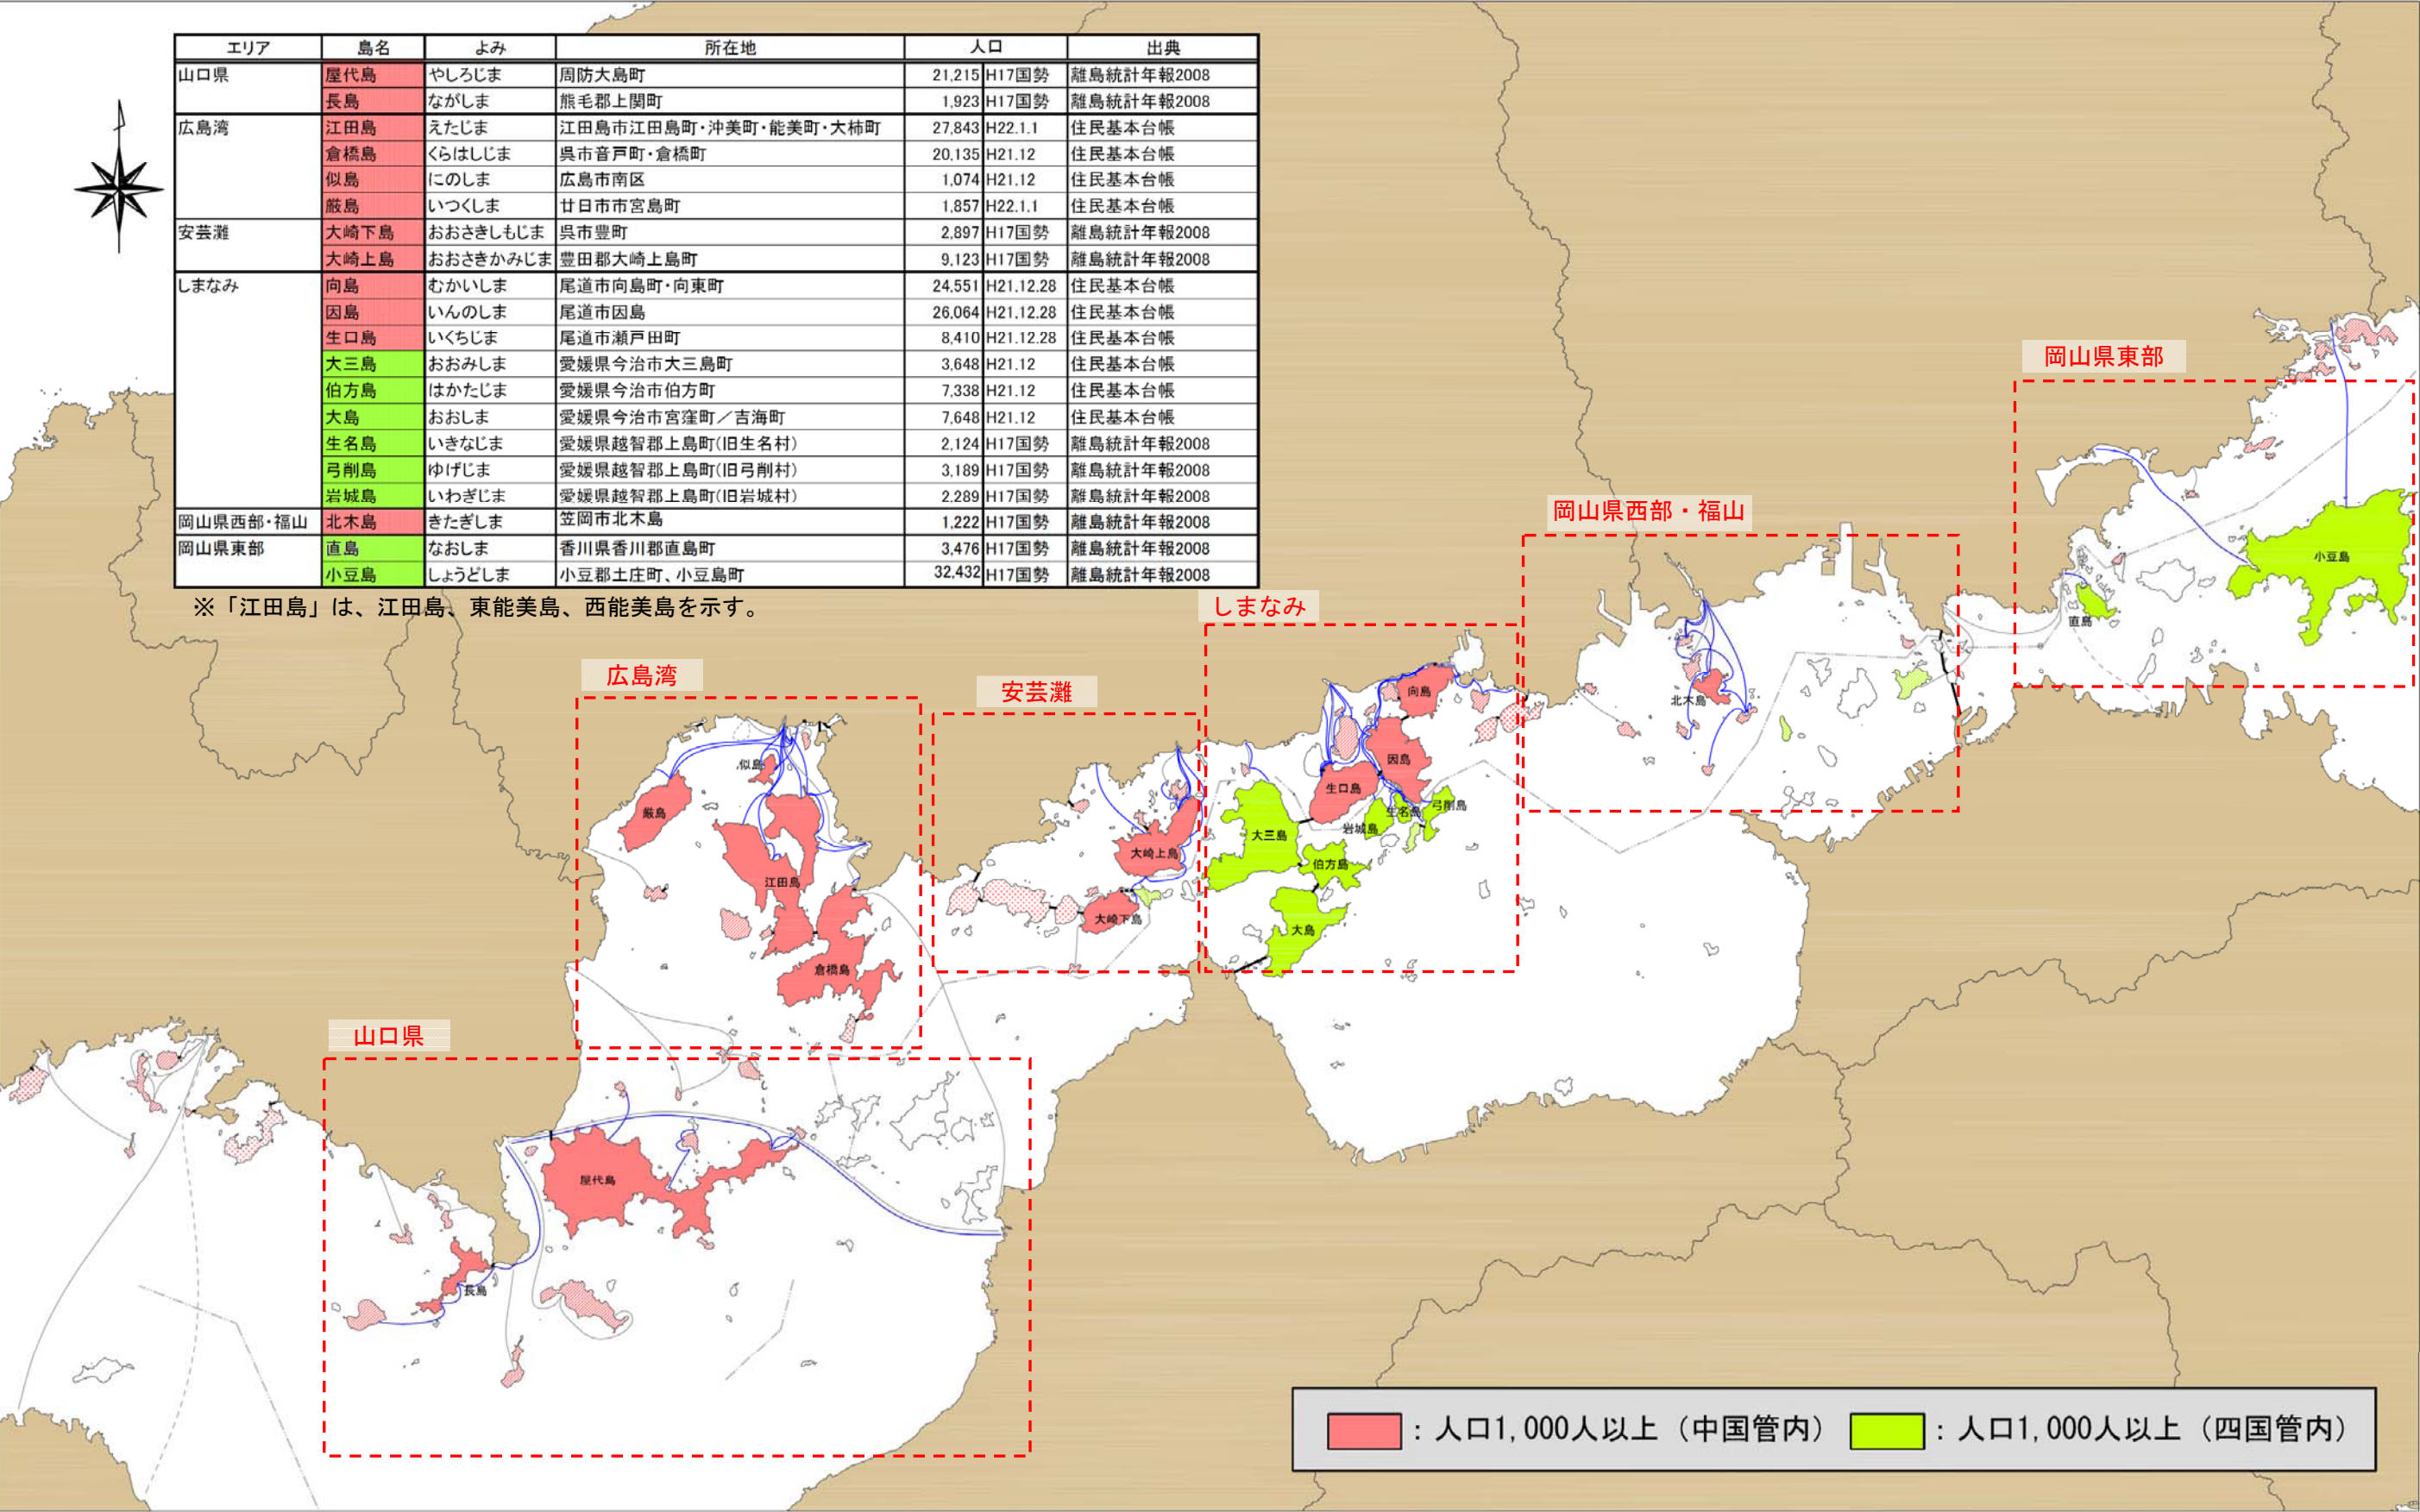 エリア 島名 よみ 所在地 人口 出典
山口県 屋代島 やしろじま 周防大島町 21,215 H17国勢 離島統計年報2008
長島 ながしま 熊毛郡上関町 1,923 H17国勢 離島統計年報2008
広島湾 江田島 えたじま 江田島市江田島町・沖美町・能美町・大柿町 27,843 H22.1.1 住民基本台帳
倉橋島 くらはしじま 呉市音戸町・倉橋町 20,135 H21.12 住民基本台帳
似島 にのしま 広島市南区 1,074 H21.12 住民基本台帳
厳島 いつくしま 廿日市市宮島町 1,857 H22.1.1 住民基本台帳
安芸灘 大崎下島 おおさきしもじま 呉市豊町 2,897 H17国勢 離島統計年報2008
大崎上島 おおさきかみじま 豊田郡大崎上島町 9,123 H17国勢 離島統計年報2008
しまなみ 向島 むかいしま 尾道市向島町・向東町 24,551 H21.12.28 住民基本台帳
因島 いんのしま 尾道市因島 26,064 H21.12.28 住民基本台帳
生口島 いくちじま 尾道市瀬戸田町 8,410 H21.12.28 住民基本台帳
大三島 おおみしま 愛媛県今治市大三島町 3,648 H21.12 住民基本台帳
伯方島 はかたじま 愛媛県今治市伯方町 7,338 H21.12 住民基本台帳
大島 おおしま 愛媛県今治市宮窪町／吉海町 7,648 H21.12 住民基本台帳
生名島 いきなじま 愛媛県越智郡上島町(旧生名村) 2,124 H17国勢 離島統計年報2008
弓削島 ゆげじま 愛媛県越智郡上島町(旧弓削村) 3,189 H17国勢 離島統計年報2008
岩城島 いわぎじま 愛媛県越智郡上島町(旧岩城村) 2,289 H17国勢 離島統計年報2008
岡山県西部・福山 北木島 きたぎしま 笠岡市北木島 1,222 H17国勢 離島統計年報2008
岡山県東部 直島 なおしま 香川県香川郡直島町 3,476 H17国勢 離島統計年報2008
小豆島 しょうどしま 小豆郡土庄町、小豆島町 32,432 H17国勢 離島統計年報2008
※「江田島」は、江田島、東能美島、西能美島を示す。
岡山県東部
小豆島
直島
岡山県西部・福山
北木島
しまなみ
向島
因島
生口島
生名島
弓削島
岩城島
大三島
伯方島
大島
安芸灘
大崎上島
大崎下島
広島湾
似島
厳島
江田島
倉橋島
山口県
屋代島
長島
：人口1,000人以上（中国管内）
：人口1,000人以上（四国管内）